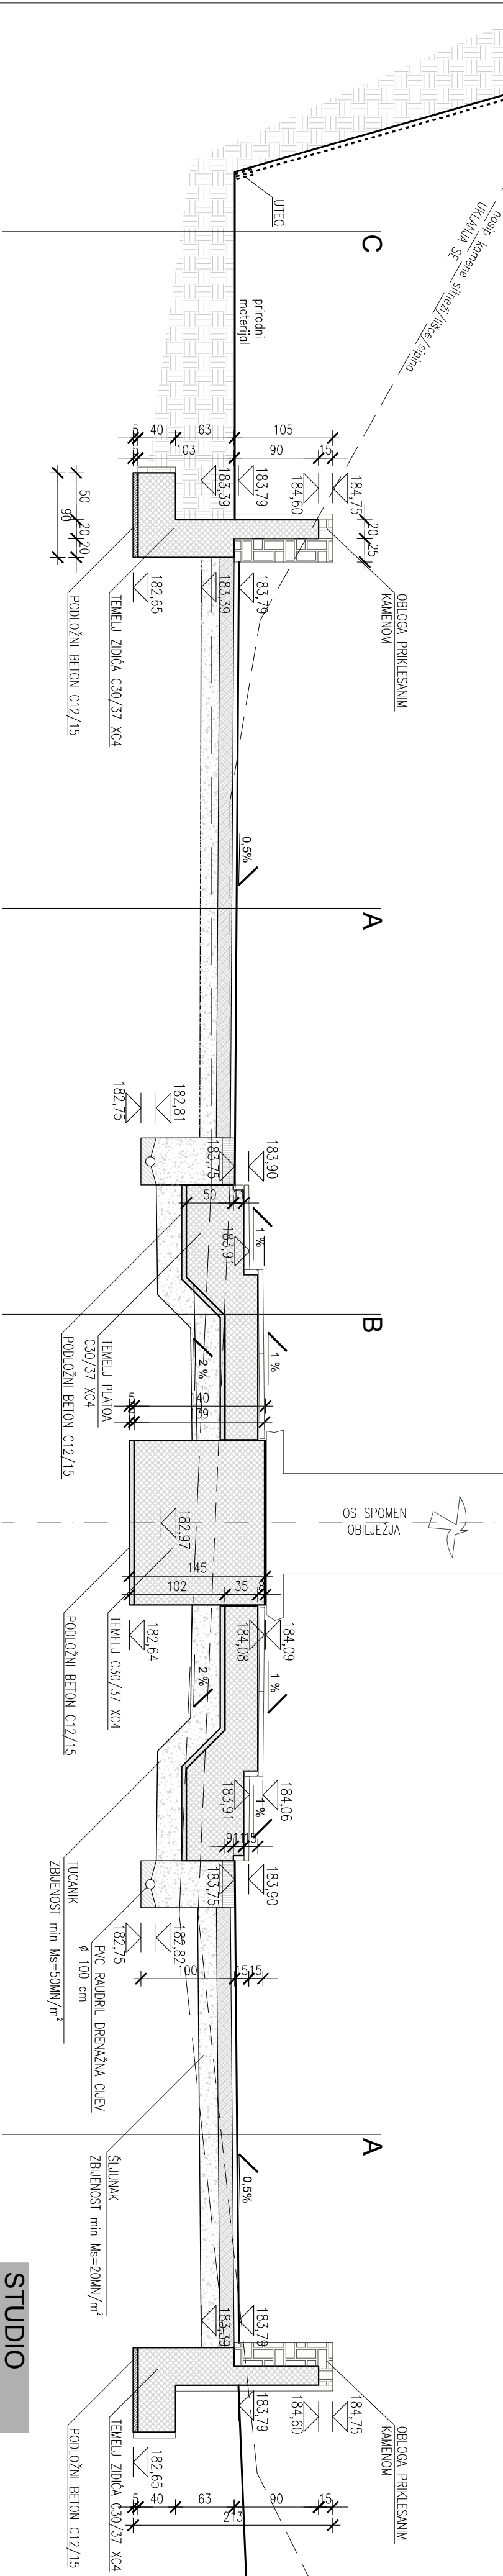 nasip kamene sitneži/lišće/sipina
UKLANJA SE
UTEG
C
prirodni
materijal
5
40
63
105
5
103
90
15
183,39
183,79
184,60
184,75
20
25
50
20
20
90
182,65
183,39
183,79
OBLOGA PRIKLESANIM
KAMENOM
TEMELJ ZIDIĆA C30/37 XC4
PODLOŽNI BETON C12/15
0,5%
A
182,81
182,75
183,75
183,90
50
1 %
183,91
B
1 %
2 %
TEMELJ PLATOA
C30/37 XC4
PODLOŽNI BETON C12/15
5
140
5
139
OS SPOMEN
OBILJEŽJA
182,97
145
102
35
182,64
184,08
184,09
TEMELJ C30/37 XC4
PODLOŽNI BETON C12/15
2 %
1 %
183,91
184,06
1 %
183,75
183,90
182,82
182,75
100
15
15
TUCANIK
ZBIJENOST min Ms=50MN/m²
PVC RAUDRIL DRENAŽNA CIJEV
ø 100 cm
A
0,5%
ŠLJUNAK
ZBIJENOST min Ms=20MN/m²
183,39
183,79
183,79
184,60
184,75
OBLOGA PRIKLESANIM
KAMENOM
182,65
TEMELJ ZIDIĆA C30/37 XC4
PODLOŽNI BETON C12/15
5
40
63
90
15
213
STUDIO